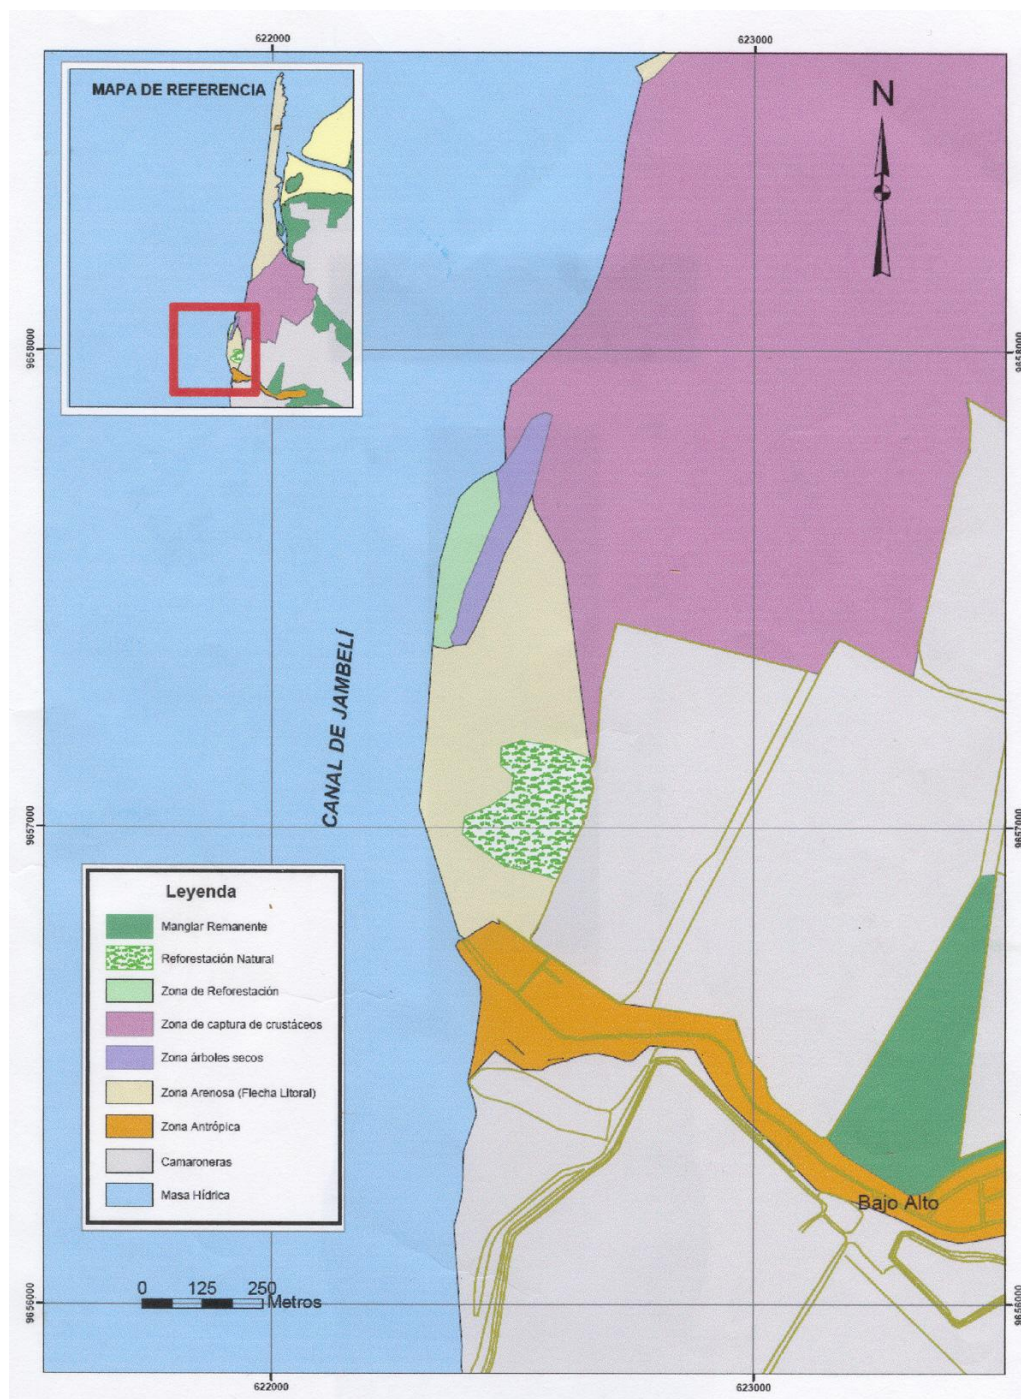 622000
623000
MAPA DE REFERENCIA
N
9658000
9658000
CANAL DE JAMBELÍ
9657000
9657000
Leyenda
Manglar Remanente
Reforestación Natural
Zona de Reforestación
Zona de captura de crustáceos
Zona árboles secos
Zona Arenosa (Flecha Litoral)
Zona Antrópica
Camaroneras
Masa Hídrica
Bajo Alto
0 125 250
Metros
9656000
9656000
622000
623000